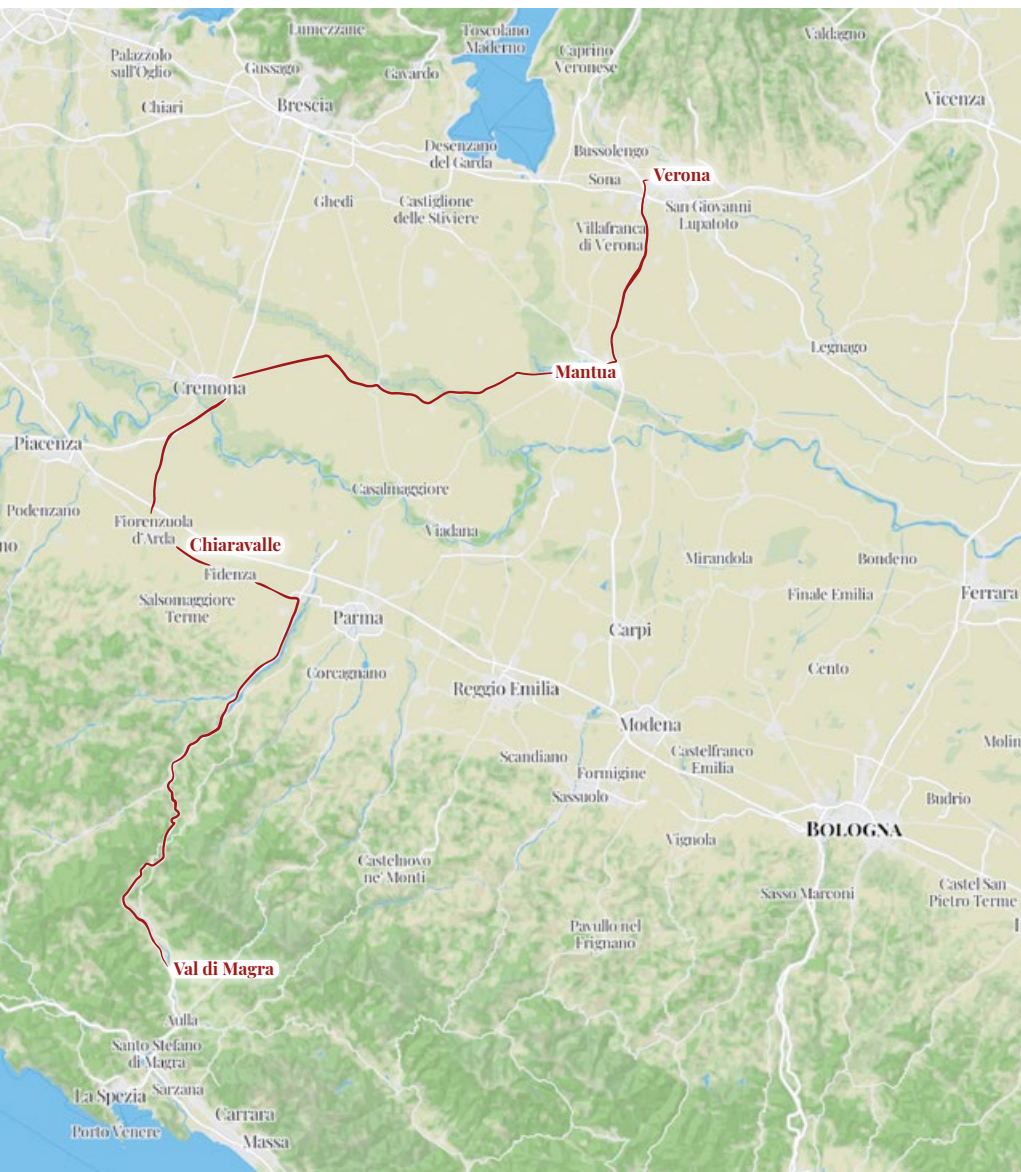 Lumezzane
Toscolano
Maderno
Valdagno
Palazzolo
sull'Oglio
Gussago
Gavardo
Caprino
Veronese
Chiari
Brescia
Vicenza
Desenzano
del Garda
Bussolengo
Sona
Verona
Ghedi
Castiglione
delle Stiviere
San Giovanni
Lupatoto
Villafranca
di Verona
Legnago
Cremona
Mantua
Piacenza
Casalmaggiore
Podenzano
Fiorenzuola
d'Arda
Viadana
no
Chiaravalle
Mirandola
Bondeno
Fidenza
Salsomaggiore
Terme
Parma
Finale Emilia
Ferrara
Carpi
Corcagnano
Cento
Reggio Emilia
Modena
Molin
Scandiano
Castelfranco
Emilia
Formigine
Sassuolo
Budrio
Vignola
BOLOGNA
Castelnovo
ne' Monti
Sasso Marconi
Castel San
Pietro Terme
Pavullo nel
Frignano
Val di Magra
Aulla
Santo Stefano
di Magra
La Spezia
Sarzana
Carrara
Porto Venere
Massa